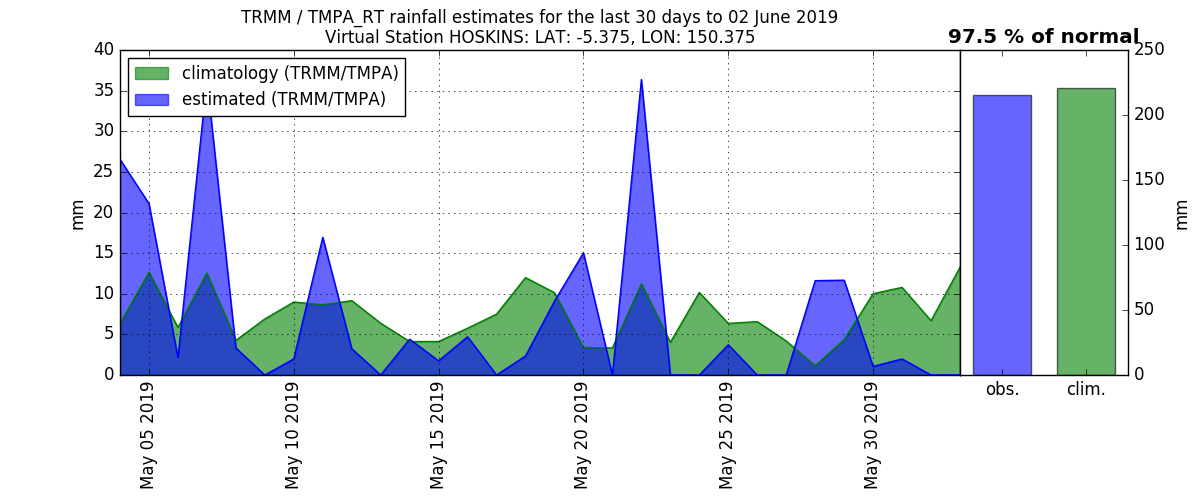 TRMM / TMPA_RT rainfall estimates for the last 30 days to 02 June 2019
Virtual Station HOSKINS: LAT: -5.375, LON: 150.375
97.5 % of normal
climatology (TRMM/TMPA)
estimated (TRMM/TMPA)
mm
40
35
30
25
20
15
10
5
0
May 05 2019
May 10 2019
May 15 2019
May 20 2019
May 25 2019
May 30 2019
obs.
clim.
250
200
150
100
50
0
mm